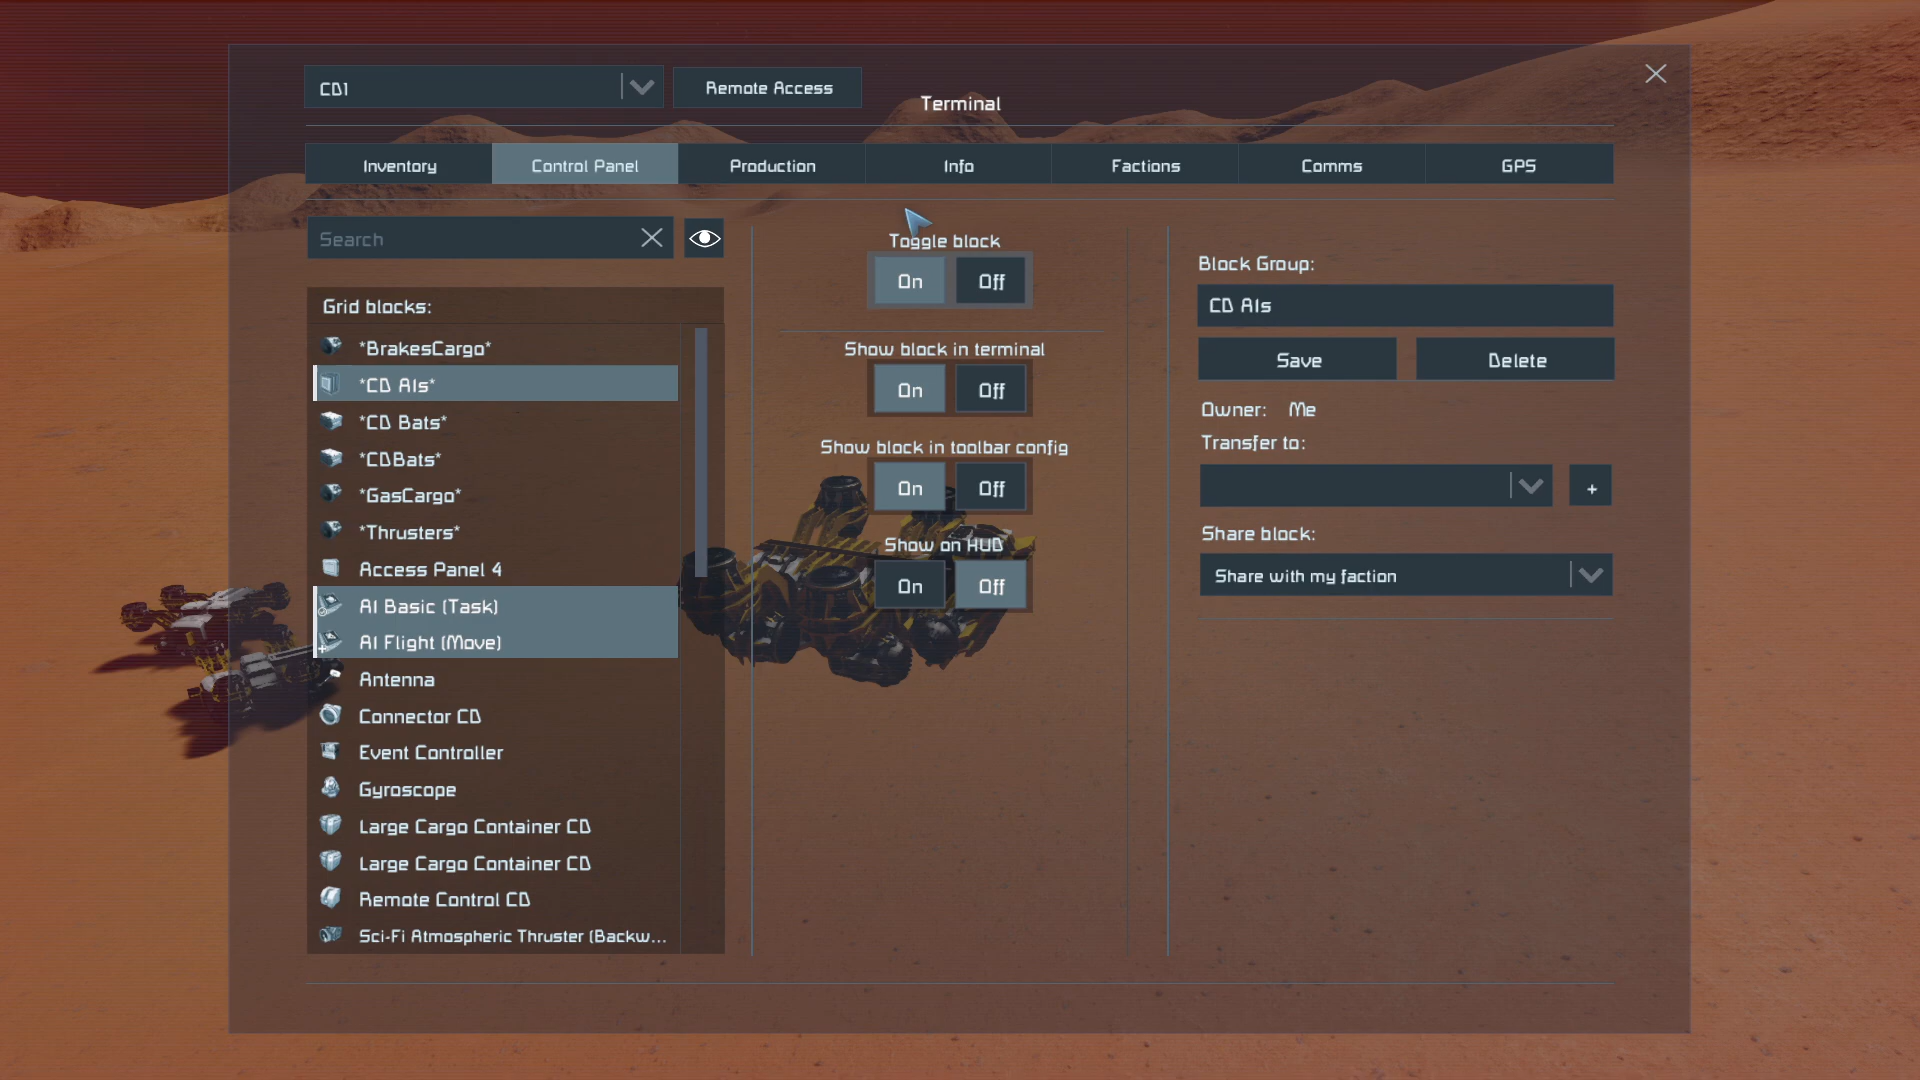 CD1
Remote Access
Terminal
Inventory
Control Panel
Production
Info
Factions
Comms
GPS
Search
Grid blocks:
*BrakesCargo*
*CD AIs*
*CD Bats*
*CDBats*
*GasCargo*
*Thrusters*
Access Panel 4
AI Basic (Task)
AI Flight (Move)
Antenna
Connector CD
Event Controller
Gyroscope
Large Cargo Container CD
Large Cargo Container CD
Remote Control CD
Sci-Fi Atmospheric Thruster (Backw...
Toggle block
On Off
Show block in terminal
On Off
Show block in toolbar config
On Off
Show on HUD
On Off
Block Group:
CD AIs
Save
Delete
Owner: Me
Transfer to:
+
Share block:
Share with my faction